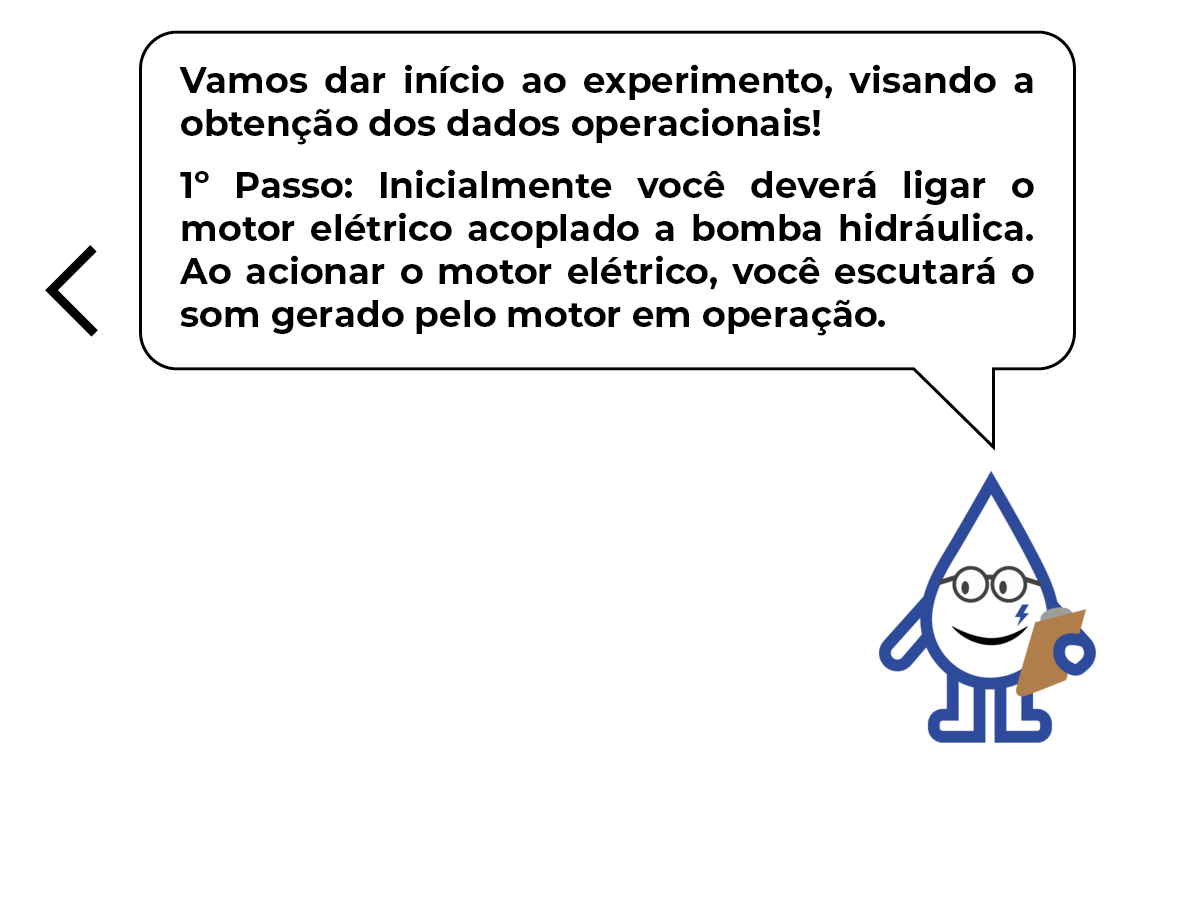 Vamos dar início ao experimento, visando a
obtenção dos dados operacionais!
1º Passo: Inicialmente você deverá ligar o
motor elétrico acoplado a bomba hidráulica.
Ao acionar o motor elétrico, você escutará o
som gerado pelo motor em operação.